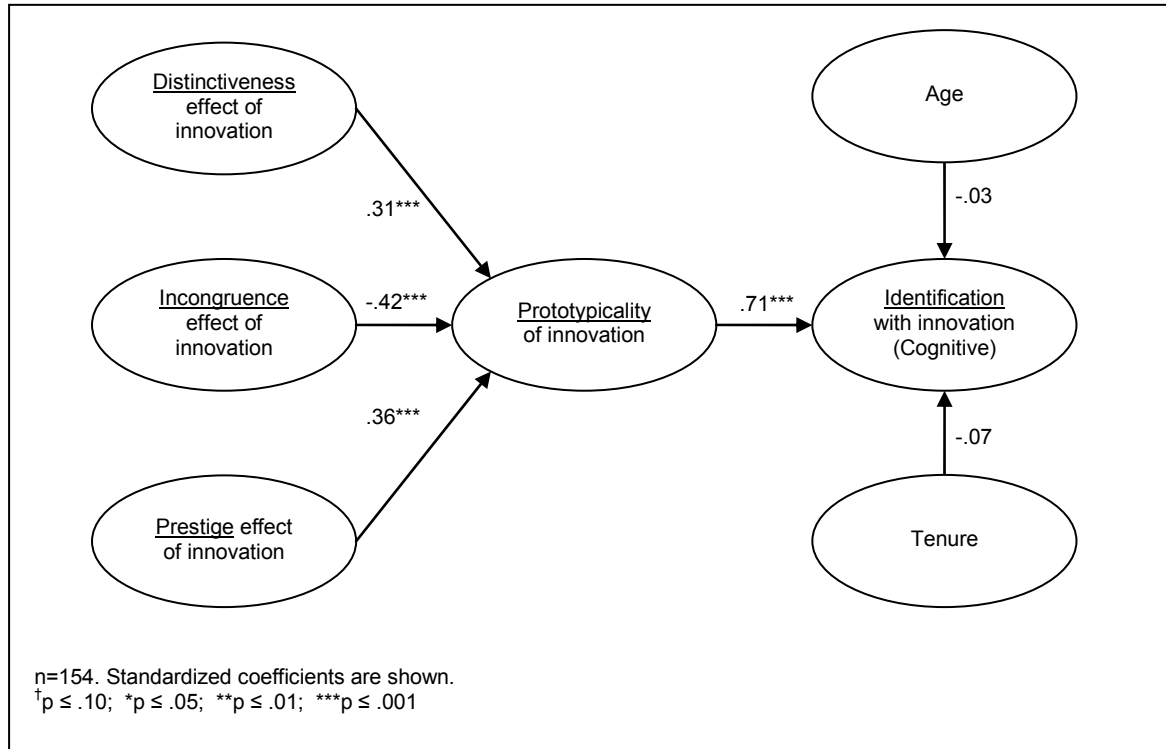 Distinctiveness
effect of
innovation
Age
.31***
-.03
Incongruence
effect of
innovation
-.42***
Prototypicality
of innovation
.71***
Identification
with innovation
(Cognitive)
.36***
-.07
Prestige effect
of innovation
Tenure
n=154. Standardized coefficients are shown.
†p ≤ .10;  *p ≤ .05;  **p ≤ .01;  ***p ≤ .001